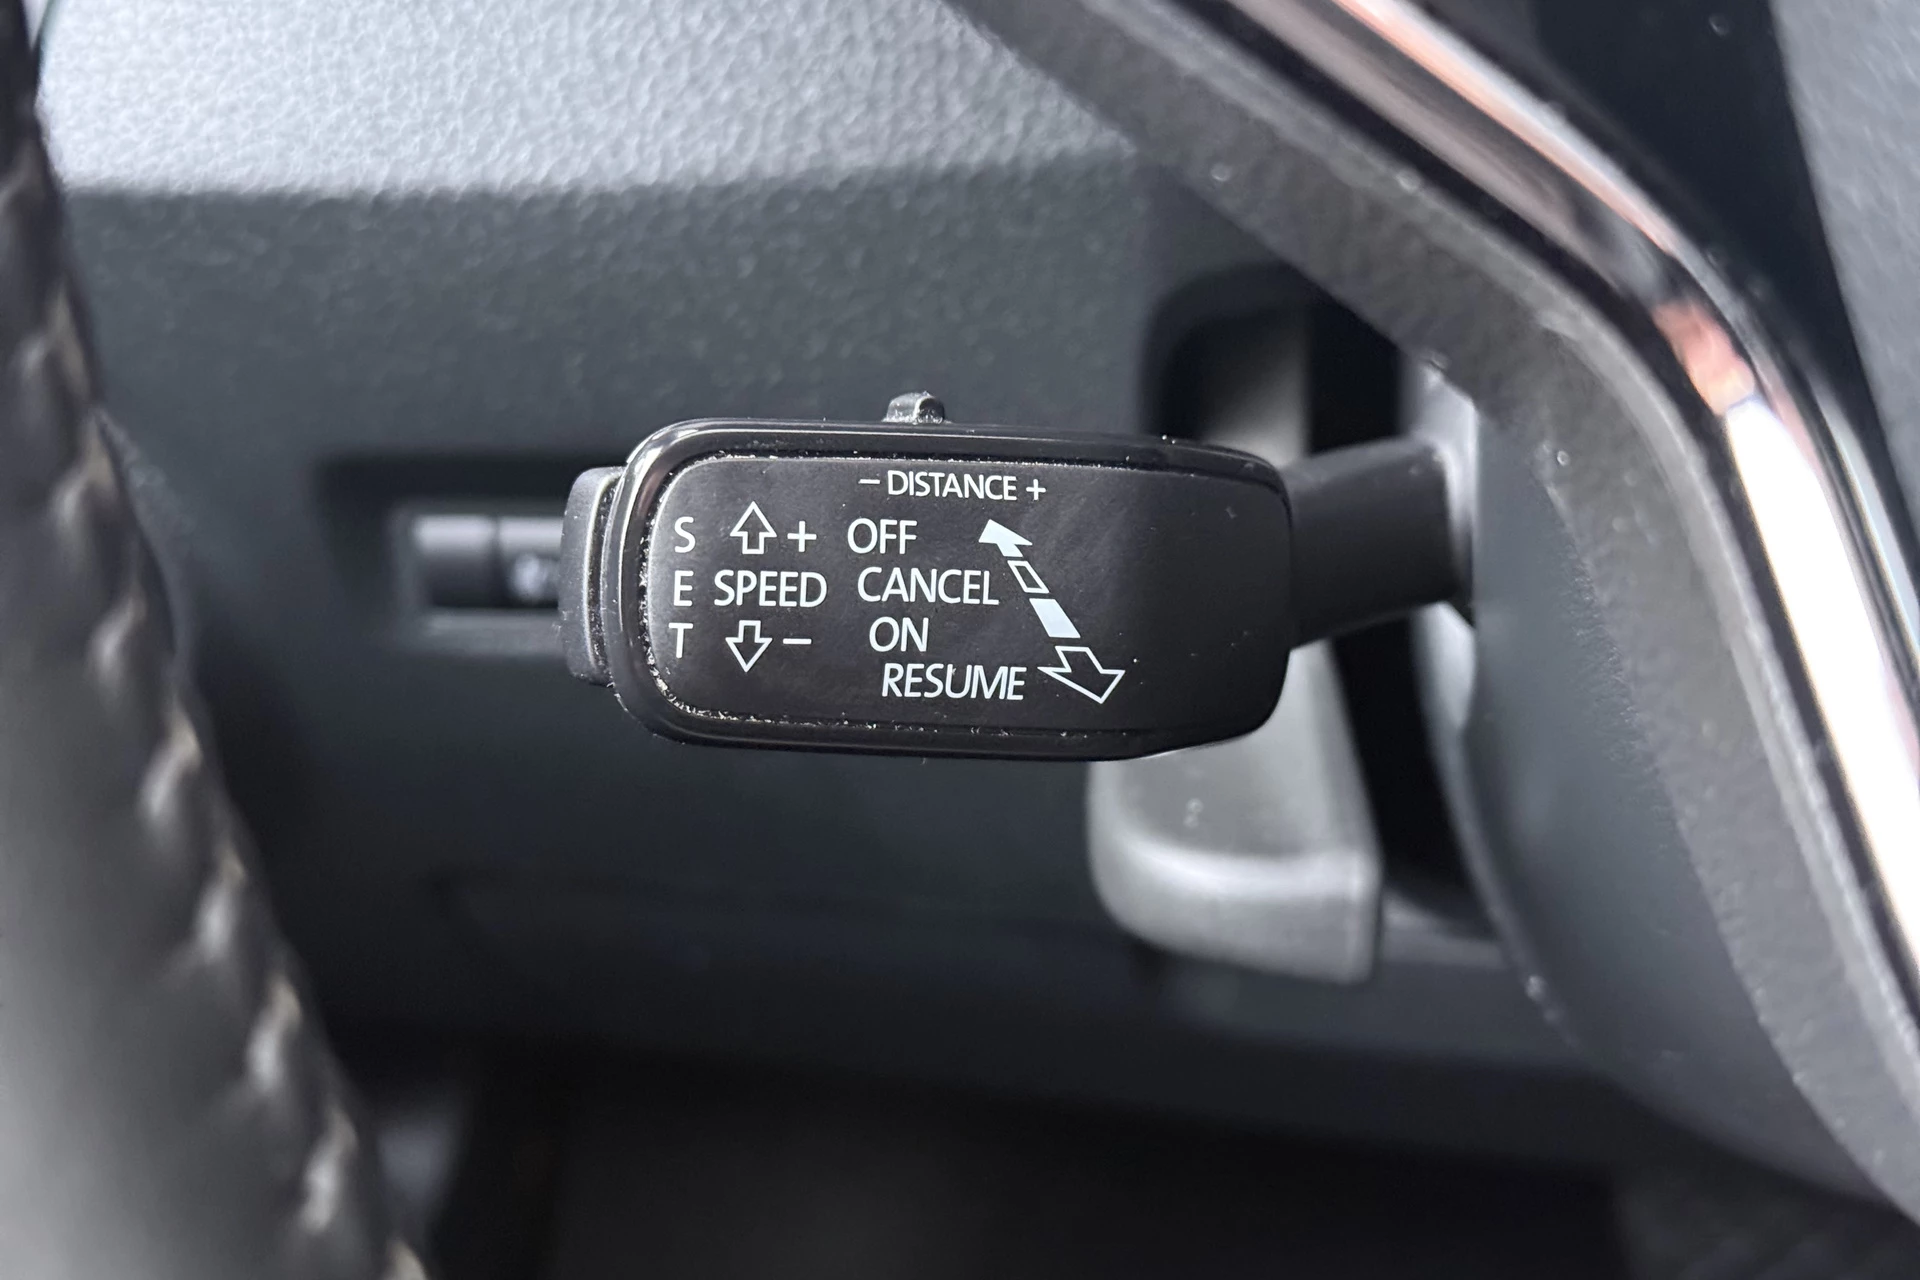 – DISTANCE +
S + OFF
E SPEED CANCEL
T – ON
RESUME